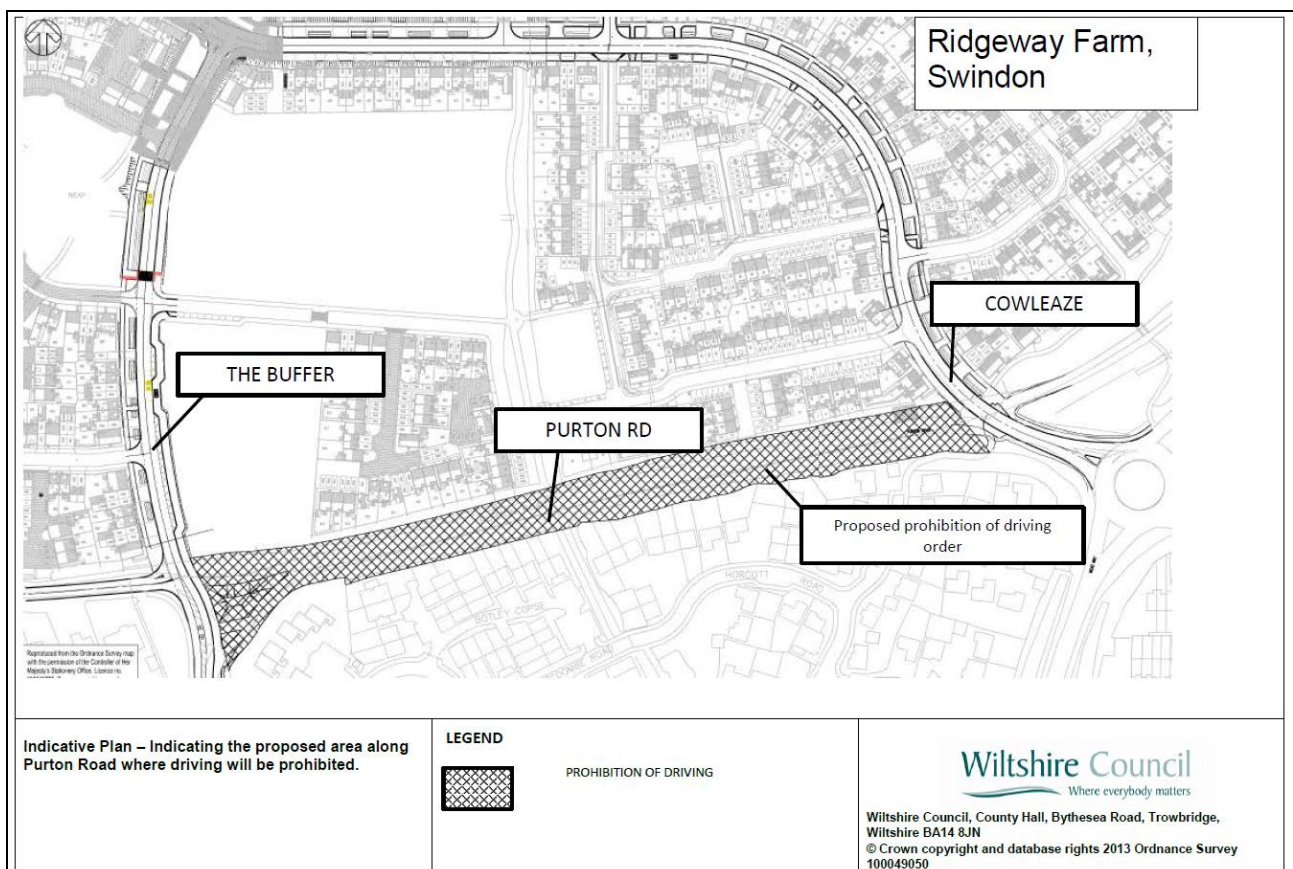 Ridgeway Farm,
Swindon
NEAP
COWLEAZE
THE BUFFER
PURTON RD
Proposed prohibition of driving
order
HORCOTT
ROAD
BOTLEY COPSE
ROAD
Reproduced from the Ordnance Survey map
with the permission of the Controller of Her
Majesty's Stationery Office. Licence no.
Indicative Plan – Indicating the proposed area along
Purton Road where driving will be prohibited.
LEGEND
PROHIBITION OF DRIVING
Wiltshire Council
Where everybody matters
Wiltshire Council, County Hall, Bythesea Road, Trowbridge,
Wiltshire BA14 8JN
© Crown copyright and database rights 2013 Ordnance Survey
100049050